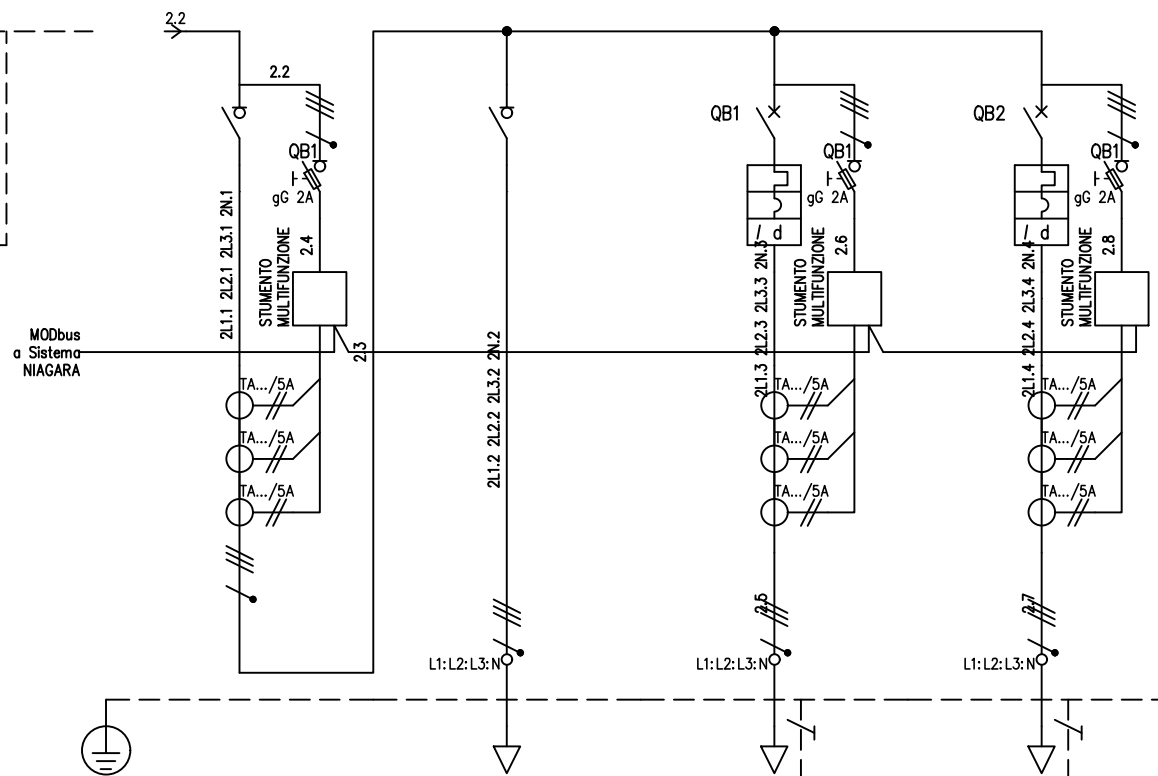 2.2
2.2
QB1
gG 2A
2L1.1 2L2.1 2L3.1 2N.1
STUMENTO
MULTIFUNZIONE
2.4
MODbus
a Sistema
NIAGARA
2.3
TA.../5A
TA.../5A
TA.../5A
2L1.2 2L2.2 2L3.2 2N.2
L1:L2:L3:N
QB1
QB1
gG 2A
I d
2L1.3 2L2.3 2L3.3 2N.3
STUMENTO
MULTIFUNZIONE
2.6
TA.../5A
TA.../5A
TA.../5A
2.5
L1:L2:L3:N
QB2
QB1
gG 2A
I d
2L1.4 2L2.4 2L3.4 2N.4
STUMENTO
MULTIFUNZIONE
2.8
TA.../5A
TA.../5A
TA.../5A
2.7
L1:L2:L3:N